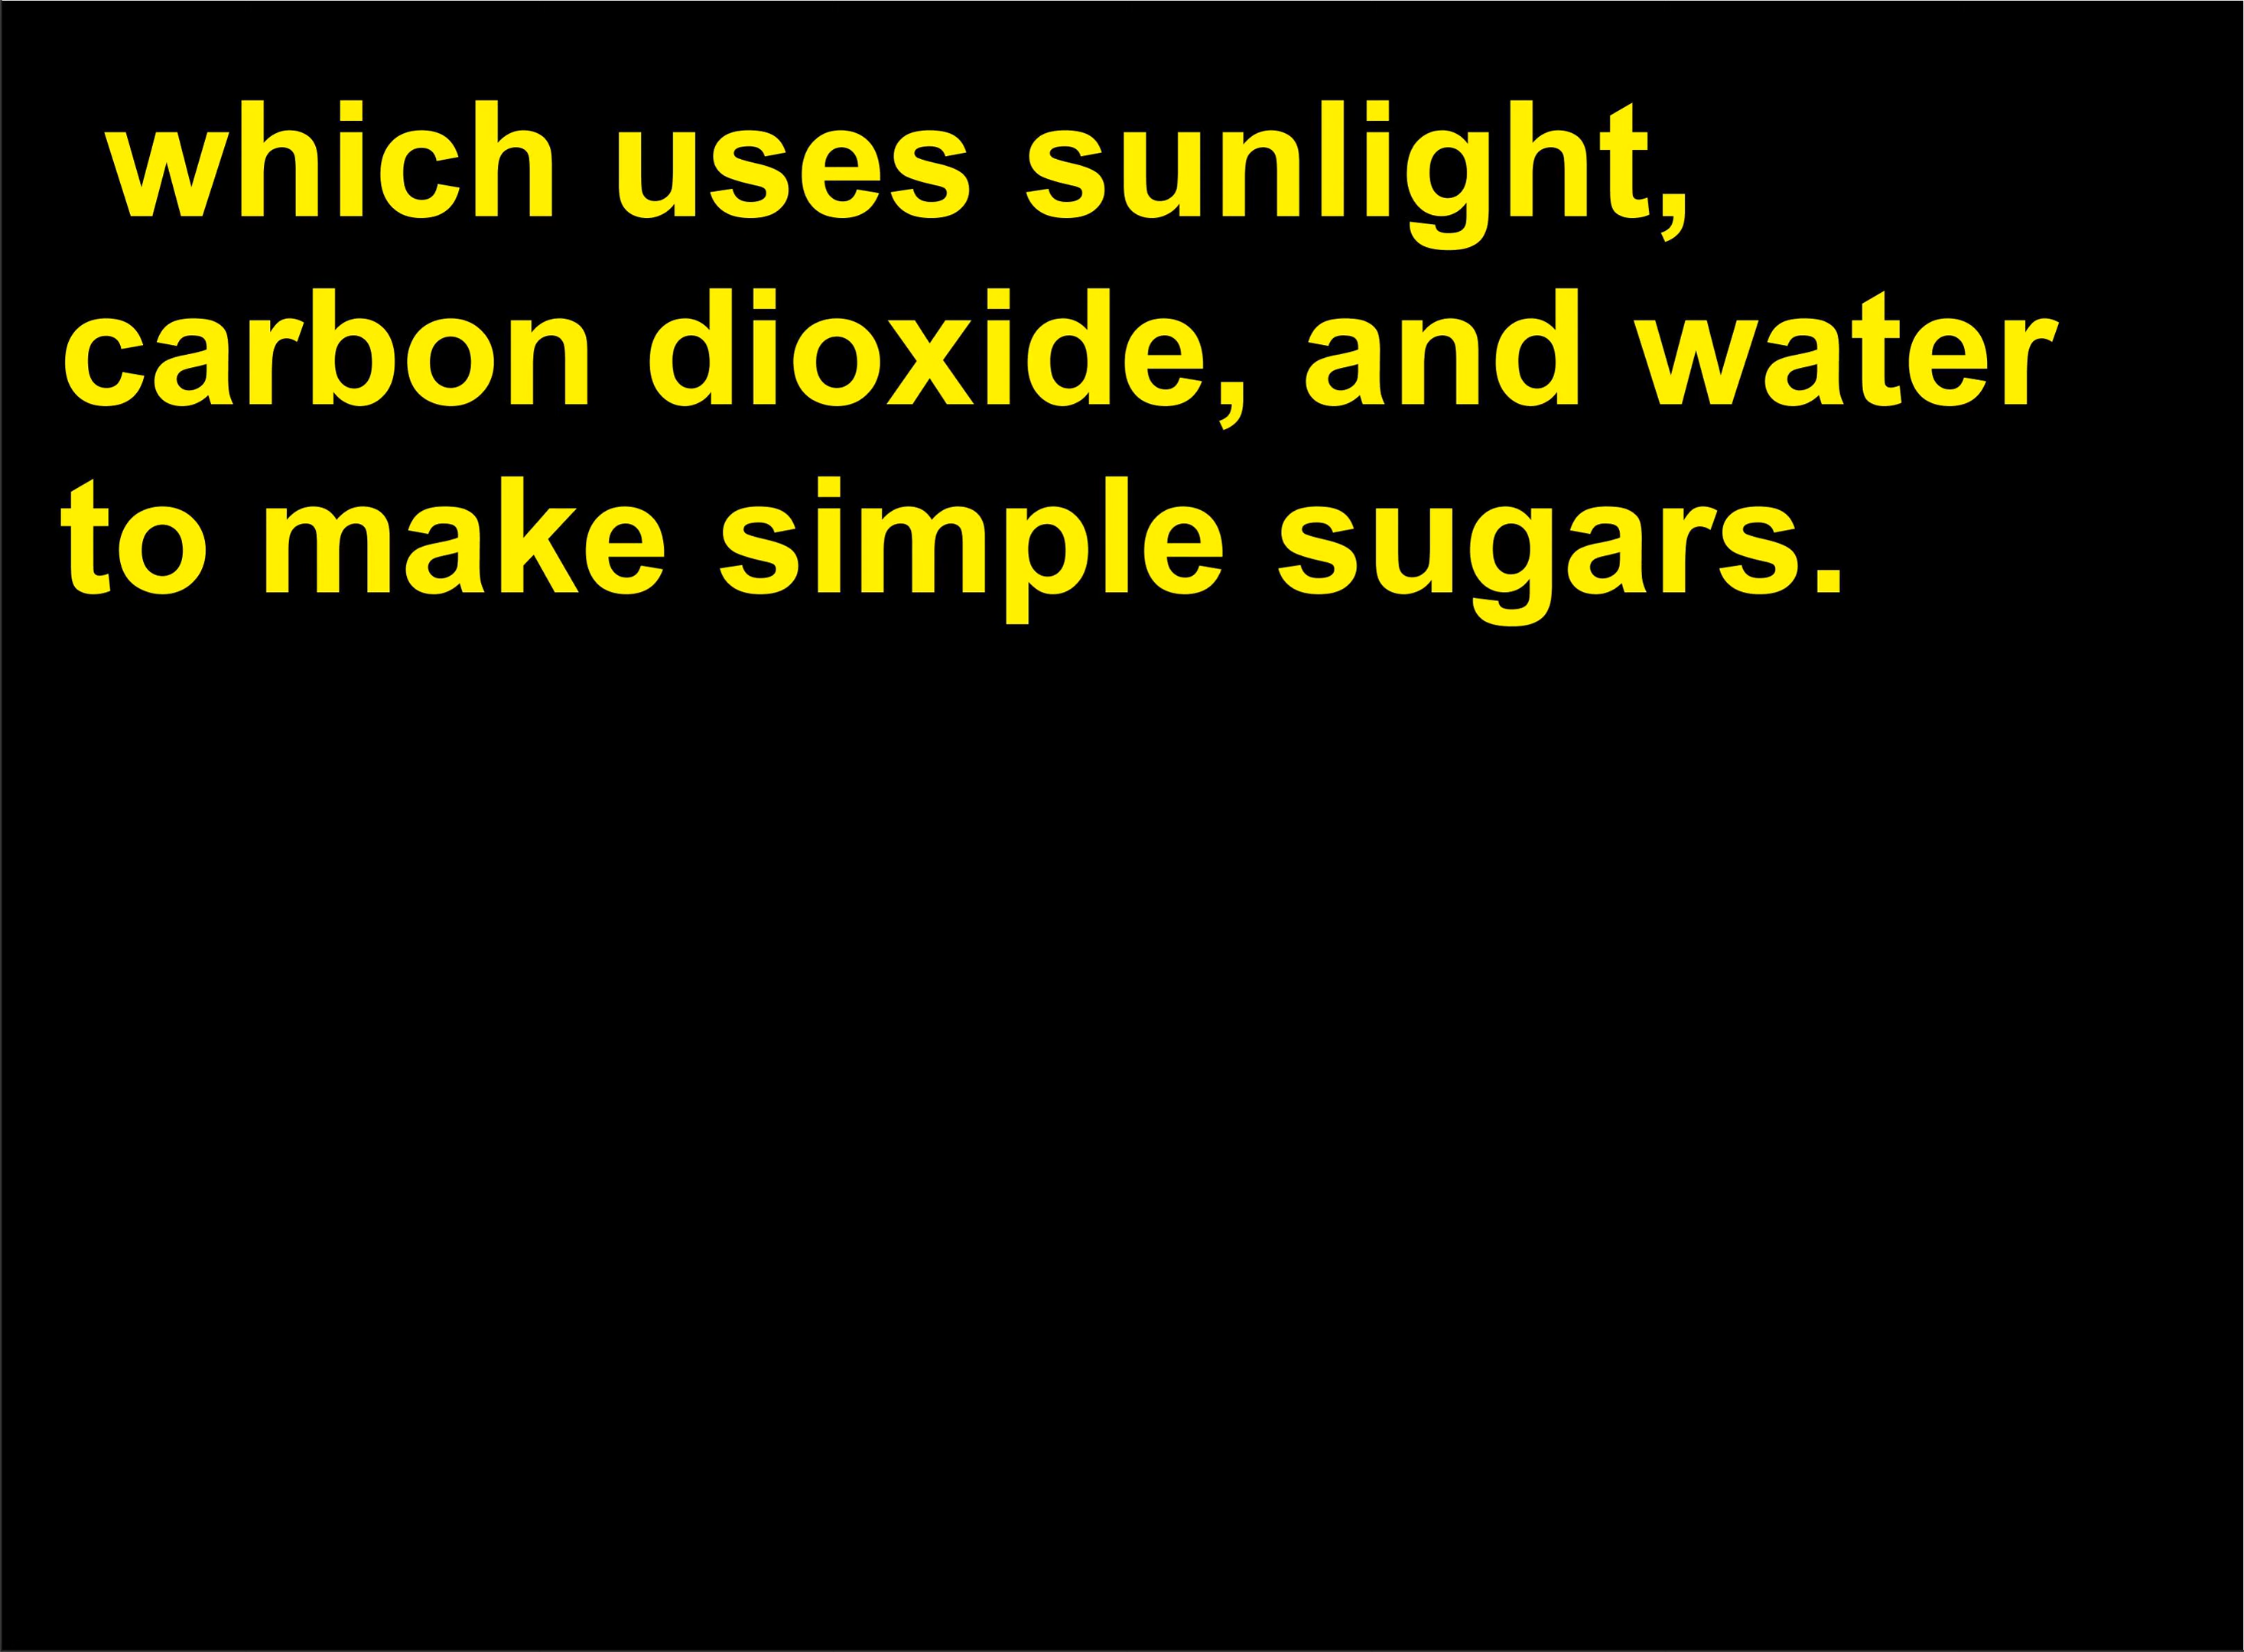 which uses sunlight,
carbon dioxide, and water
to make simple sugars.